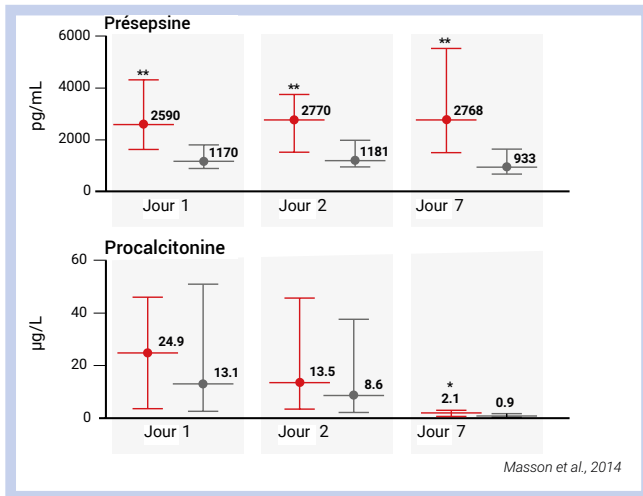 Présepsine
pg/mL
6000
4000
2000
0
**
2590
1170
**
2770
1181
**
2768
933
Jour 1
Jour 2
Jour 7
Procalcitonine
µg/L
60
40
20
0
24.9
13.1
13.5
8.6
*
2.1
0.9
Jour 1
Jour 2
Jour 7
Masson et al., 2014